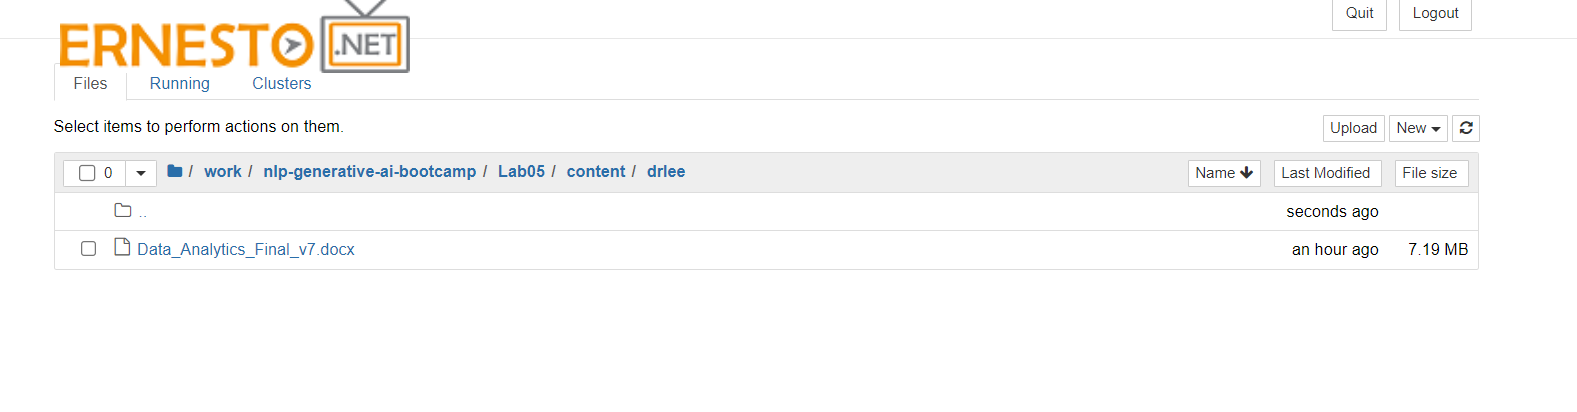 Quit Logout
ERNESTO .NET
Files Running Clusters
Select items to perform actions on them.
Upload New
0 / work / nlp-generative-ai-bootcamp / Lab05 / content / drlee Name Last Modified File size
.. seconds ago
Data_Analytics_Final_v7.docx an hour ago 7.19 MB